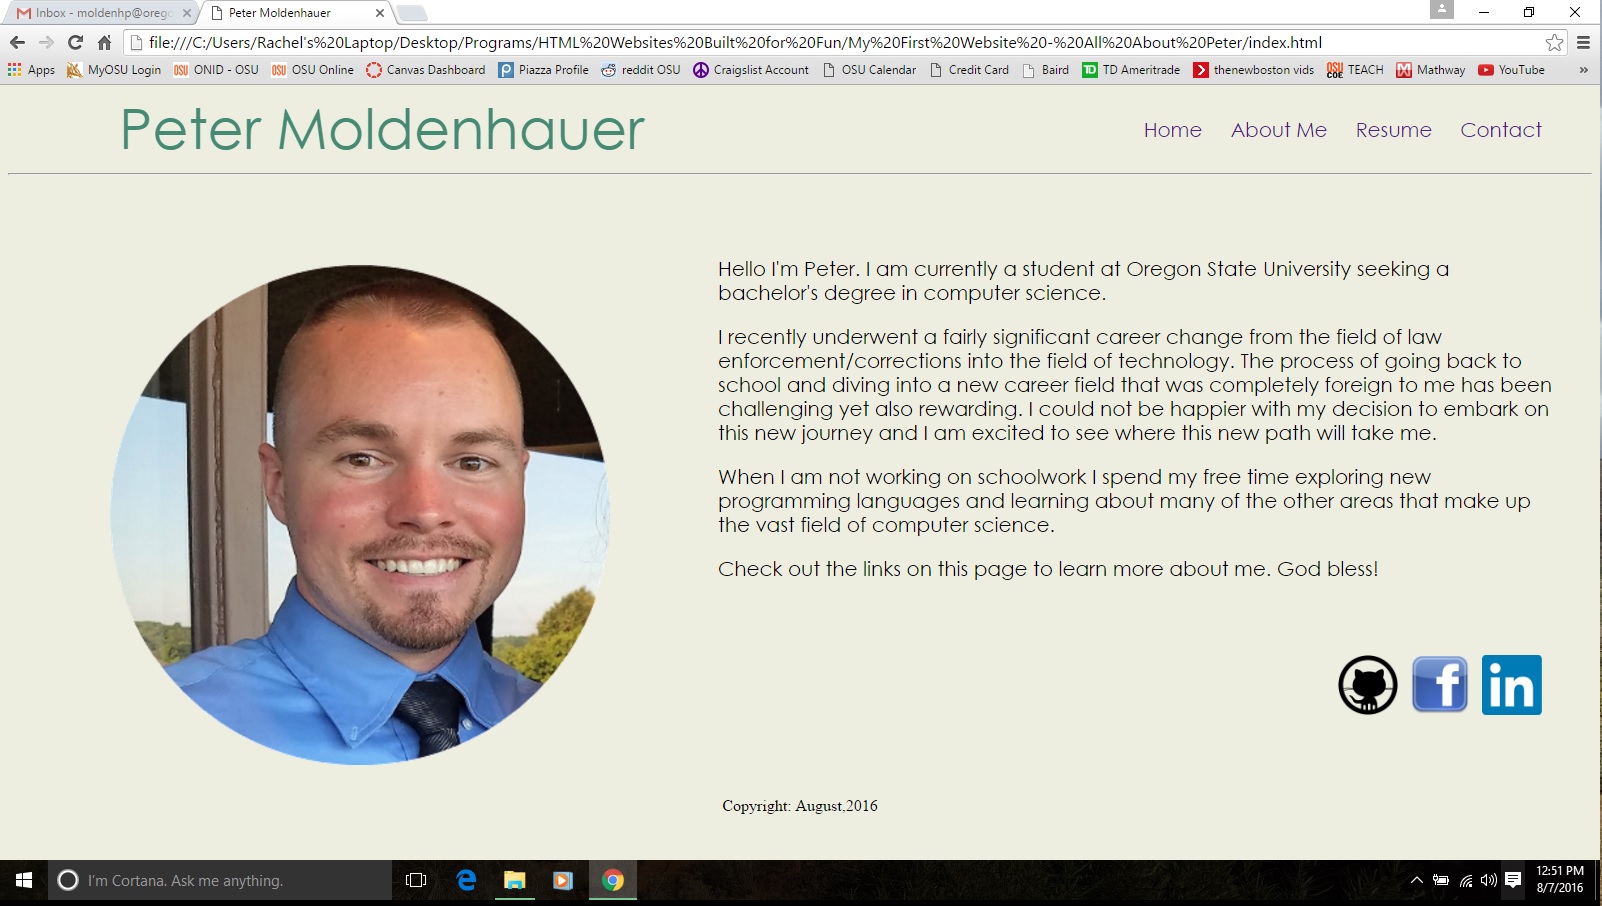 Inbox - moldenhp@oreg
Peter Moldenhauer
file:///C:/Users/Rachel's%20Laptop/Desktop/Programs/HTML%20Websites%20Built%20for%20Fun/My%20First%20Website%20-%20All%20About%20Peter/index.html
Apps MyOSU Login OSU ONID - OSU OSU OSU Online Canvas Dashboard Piazza Profile reddit OSU Craigslist Account OSU Calendar Credit Card Baird TD TD Ameritrade thenewboston vids OSU COE TEACH Mathway YouTube »
Peter Moldenhauer
Home About Me Resume Contact
Hello I'm Peter. I am currently a student at Oregon State University seeking a
bachelor's degree in computer science.
I recently underwent a fairly significant career change from the field of law
enforcement/corrections into the field of technology. The process of going back to
school and diving into a new career field that was completely foreign to me has been
challenging yet also rewarding. I could not be happier with my decision to embark on
this new journey and I am excited to see where this new path will take me.
When I am not working on schoolwork I spend my free time exploring new
programming languages and learning about many of the other areas that make up
the vast field of computer science.
Check out the links on this page to learn more about me. God bless!
f in
Copyright: August,2016
I'm Cortana. Ask me anything.
12:51 PM
8/7/2016